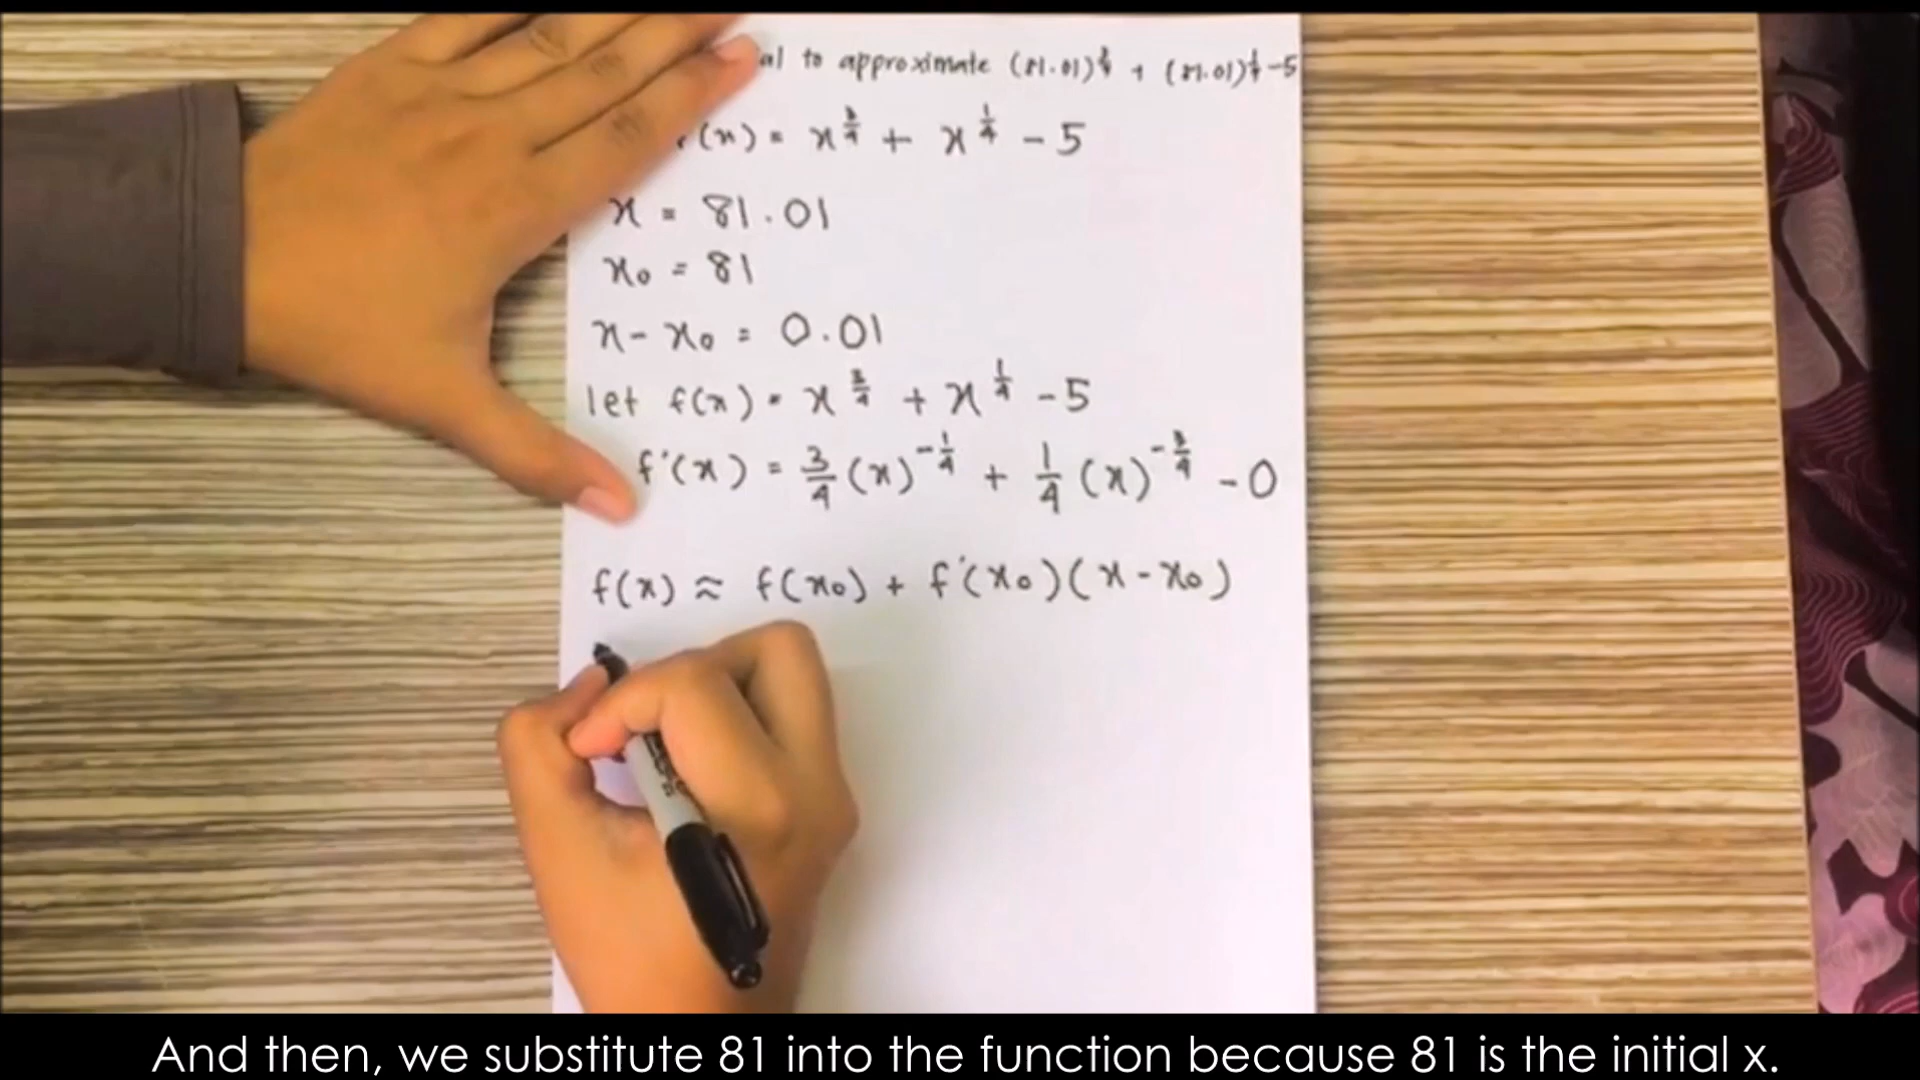 to approximate (81.01)^{3/4} + (81.01)^{1/4} - 5
(x) = x^{3/4} + x^{1/4} - 5
x = 81.01
x₀ = 81
x - x₀ = 0.01
let f(x) = x^{3/4} + x^{1/4} - 5
f'(x) = 3/4 (x)^{-1/4} + 1/4 (x)^{-3/4} - 0
f(x) ≈ f(x₀) + f'(x₀)(x - x₀)
And then, we substitute 81 into the function because 81 is the initial x.